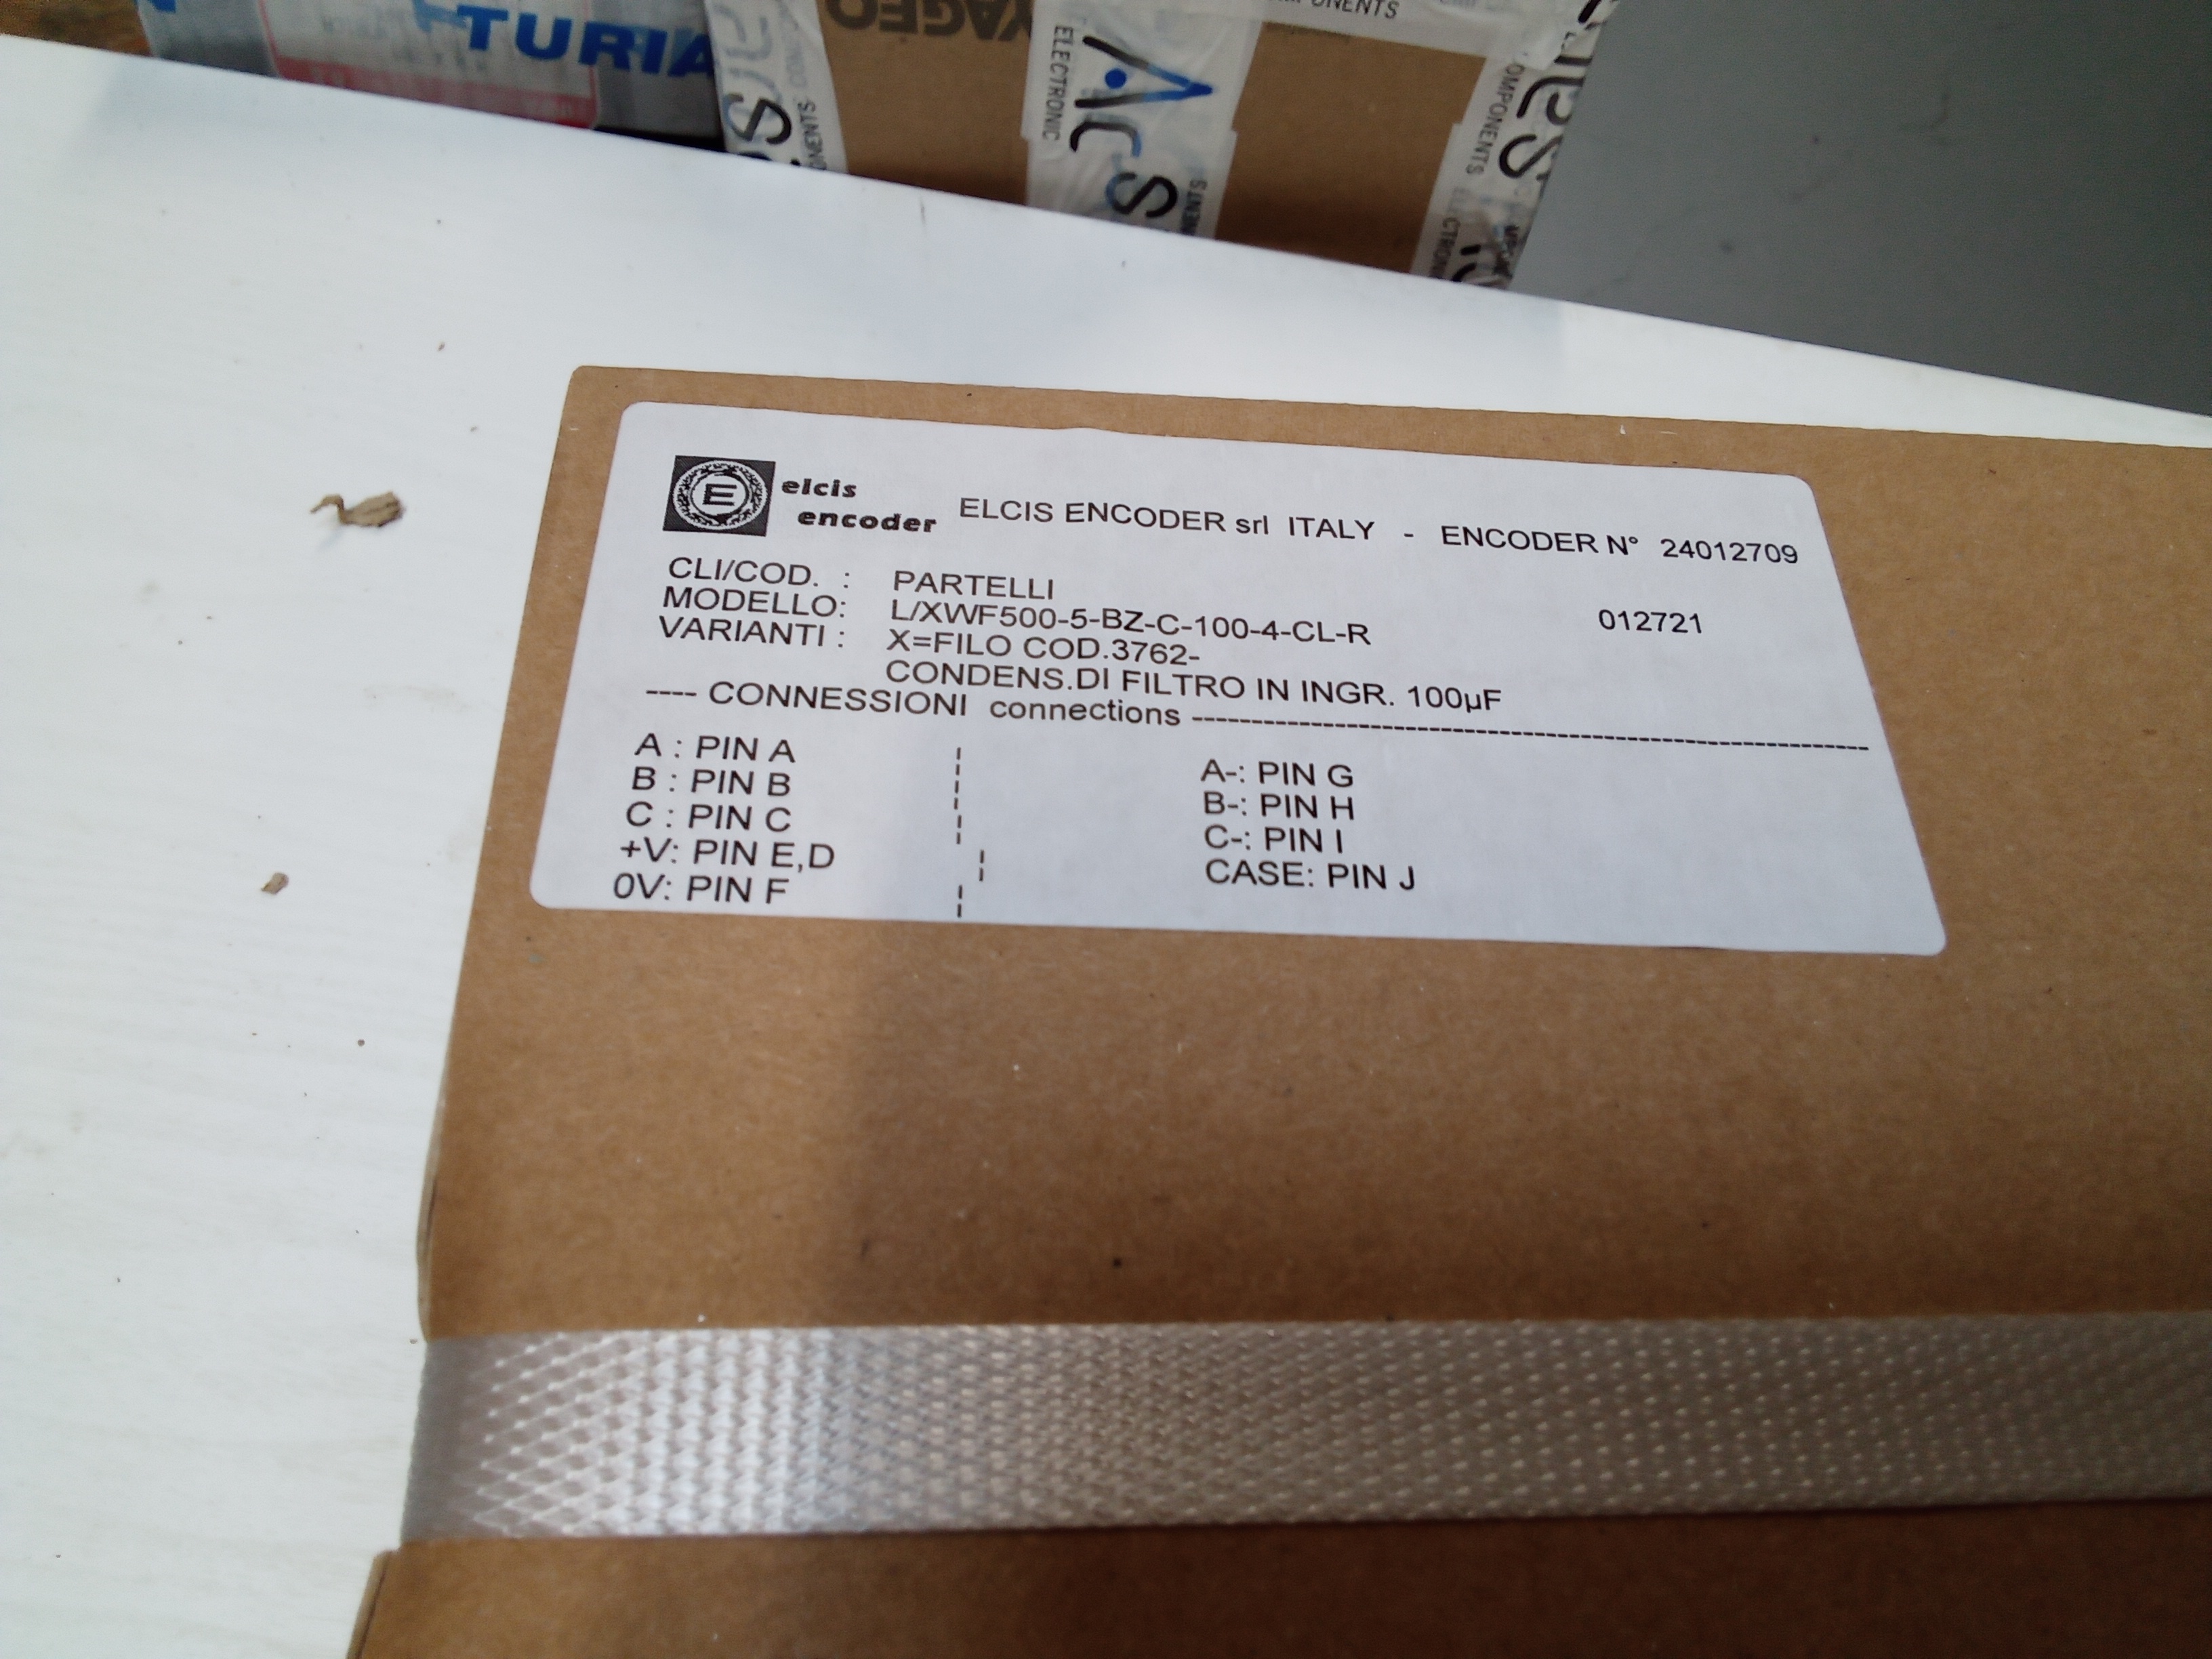 TURIA
YAGEO
ELECTRONIC
COMPONENTS
elcis
encoder
ELCIS ENCODER srl ITALY - ENCODER N° 24012709
CLI/COD. : PARTELLI
MODELLO: L/XWF500-5-BZ-C-100-4-CL-R 012721
VARIANTI : X=FILO COD.3762-
CONDENS.DI FILTRO IN INGR. 100µF
---- CONNESSIONI connections ----
A : PIN A
B : PIN B
C : PIN C
+V: PIN E,D
0V: PIN F
A-: PIN G
B-: PIN H
C-: PIN I
CASE: PIN J